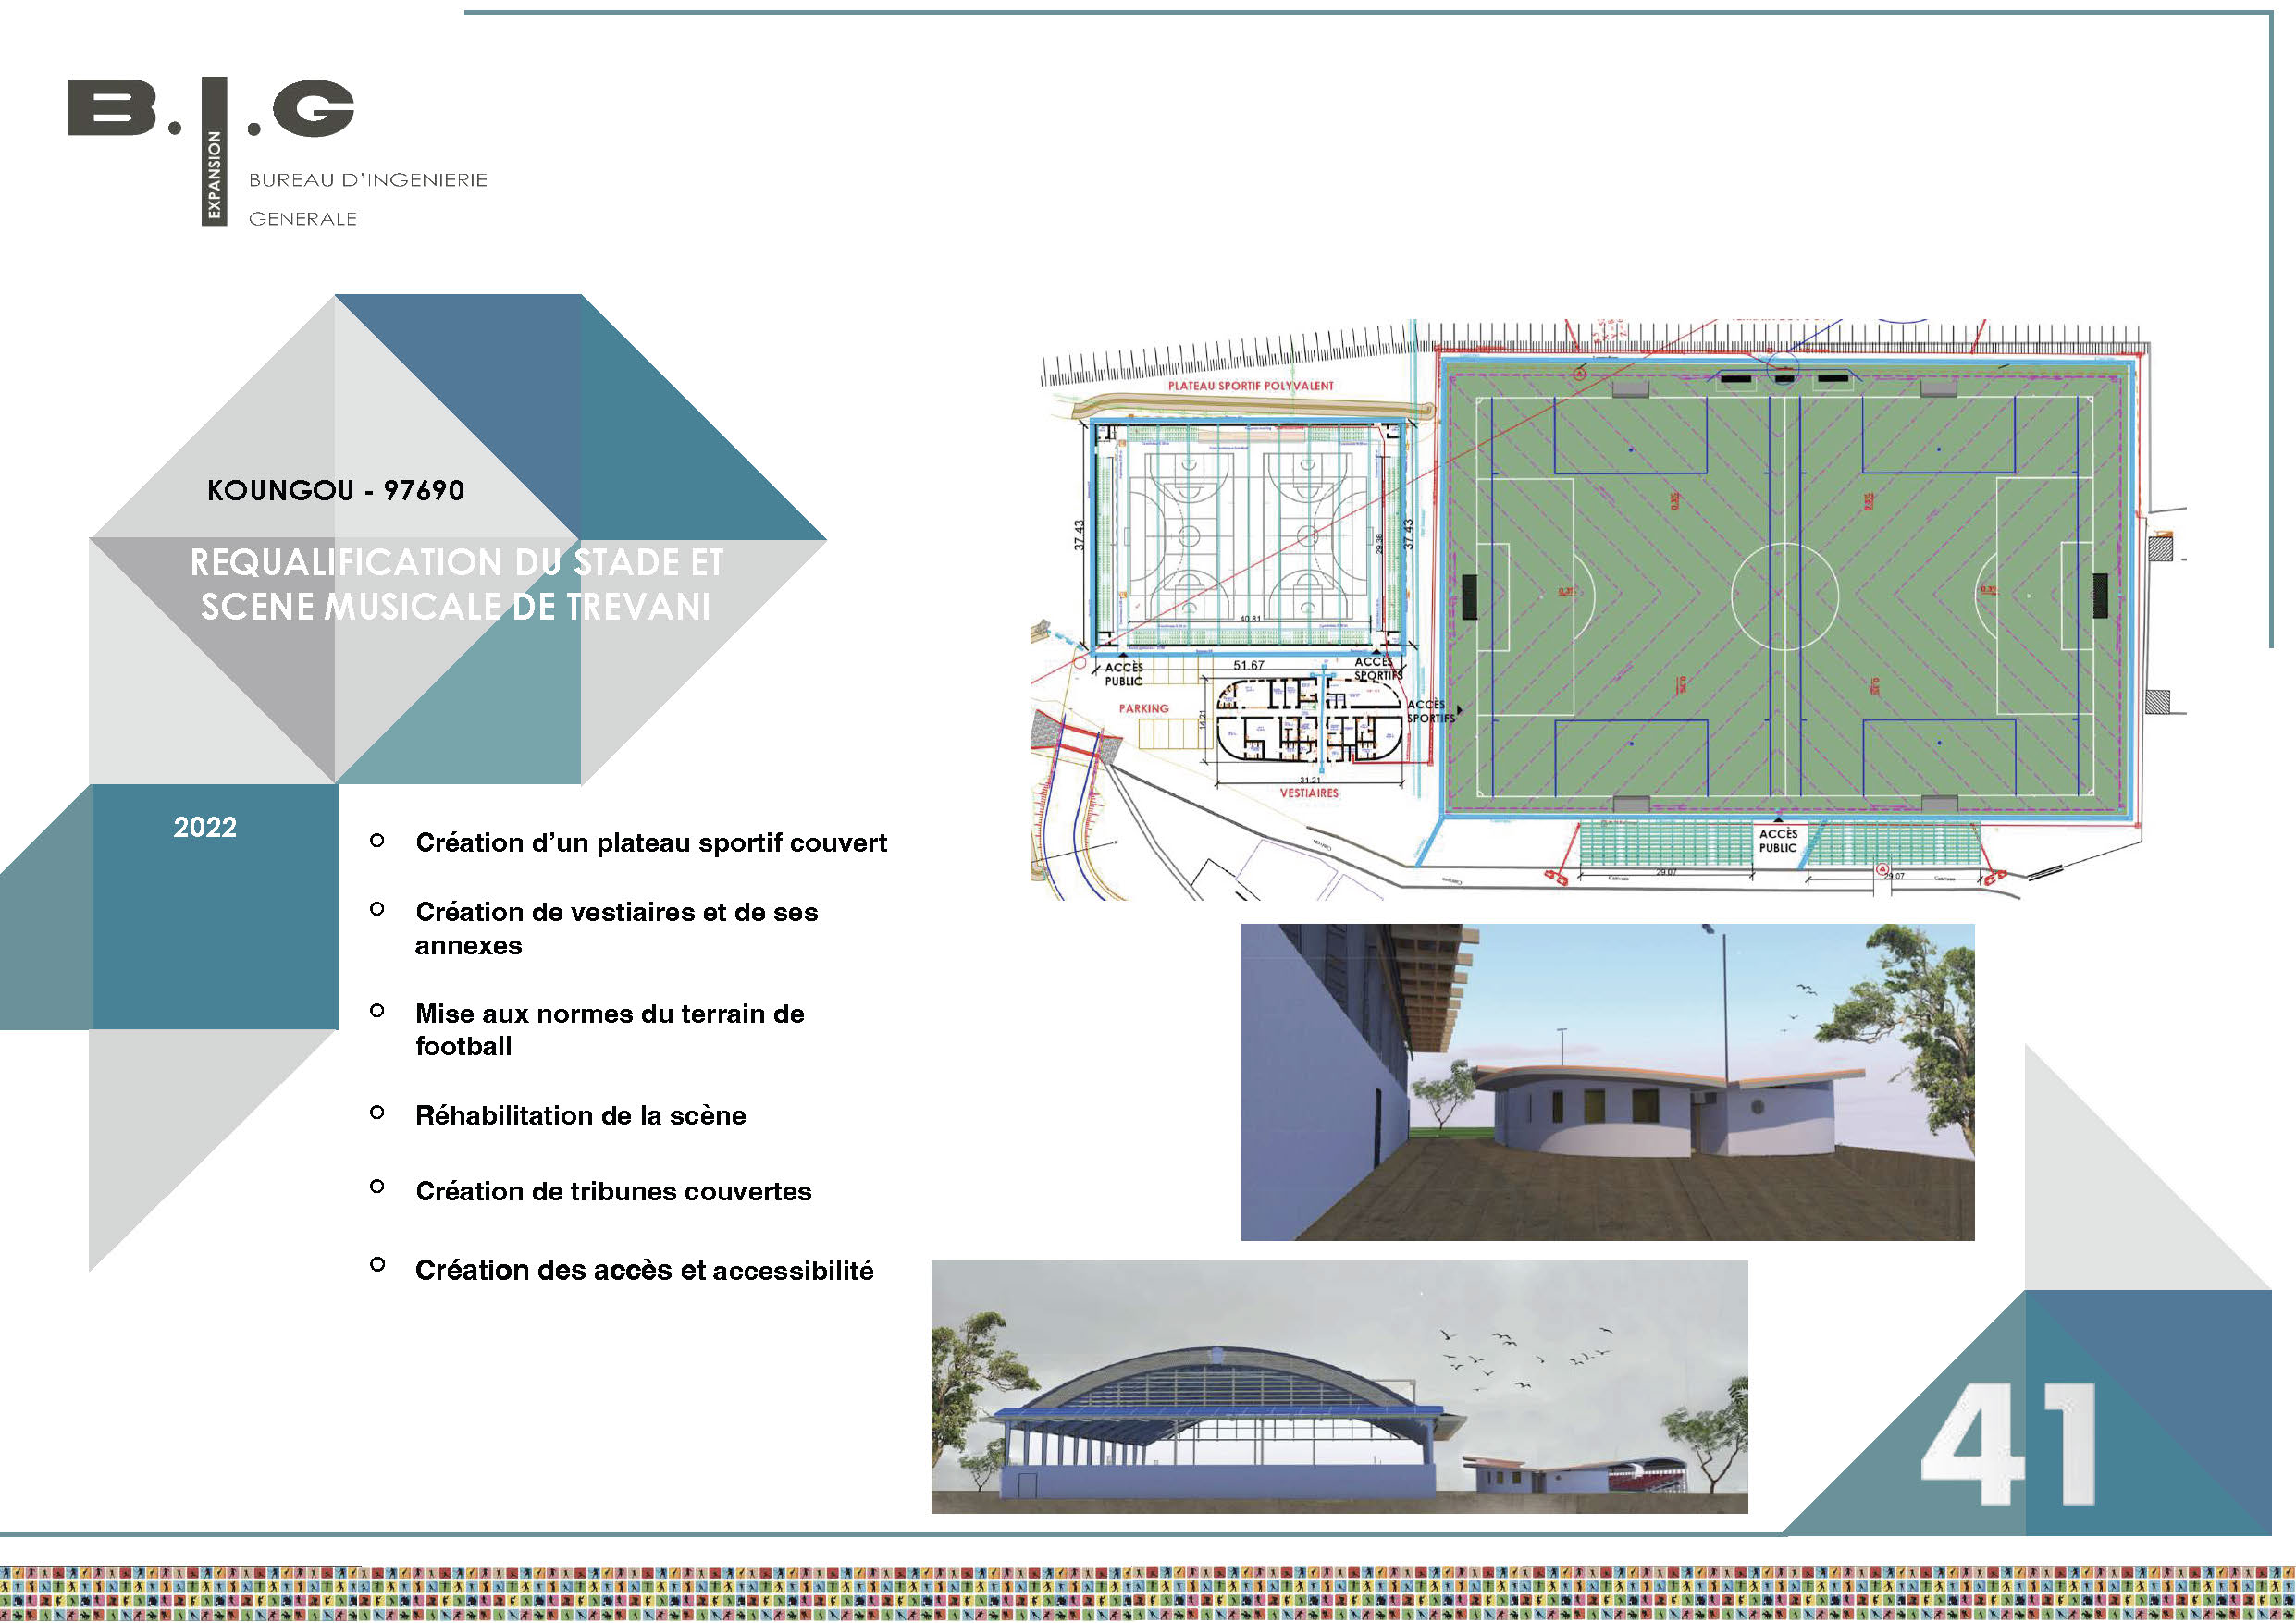 B.I.G
EXPANSION
BUREAU D'INGENIERIE
GENERALE
KOUNGOU - 97690
REQUALIFICATION DU STADE ET
SCENE MUSICALE DE TREVANI
2022
Création d’un plateau sportif couvert
Création de vestiaires et de ses
annexes
Mise aux normes du terrain de
football
Réhabilitation de la scène
Création de tribunes couvertes
Création des accès et accessibilité
PLATEAU SPORTIF POLYVALENT
37.43
37.43
29.38
40.81
51.67
ACCÈS
PUBLIC
ACCÈS
SPORTIFS
PARKING
14.21
ACCÈS
SPORTIFS
31.21
VESTIAIRES
ACCÈS
PUBLIC
29.07
29.07
41